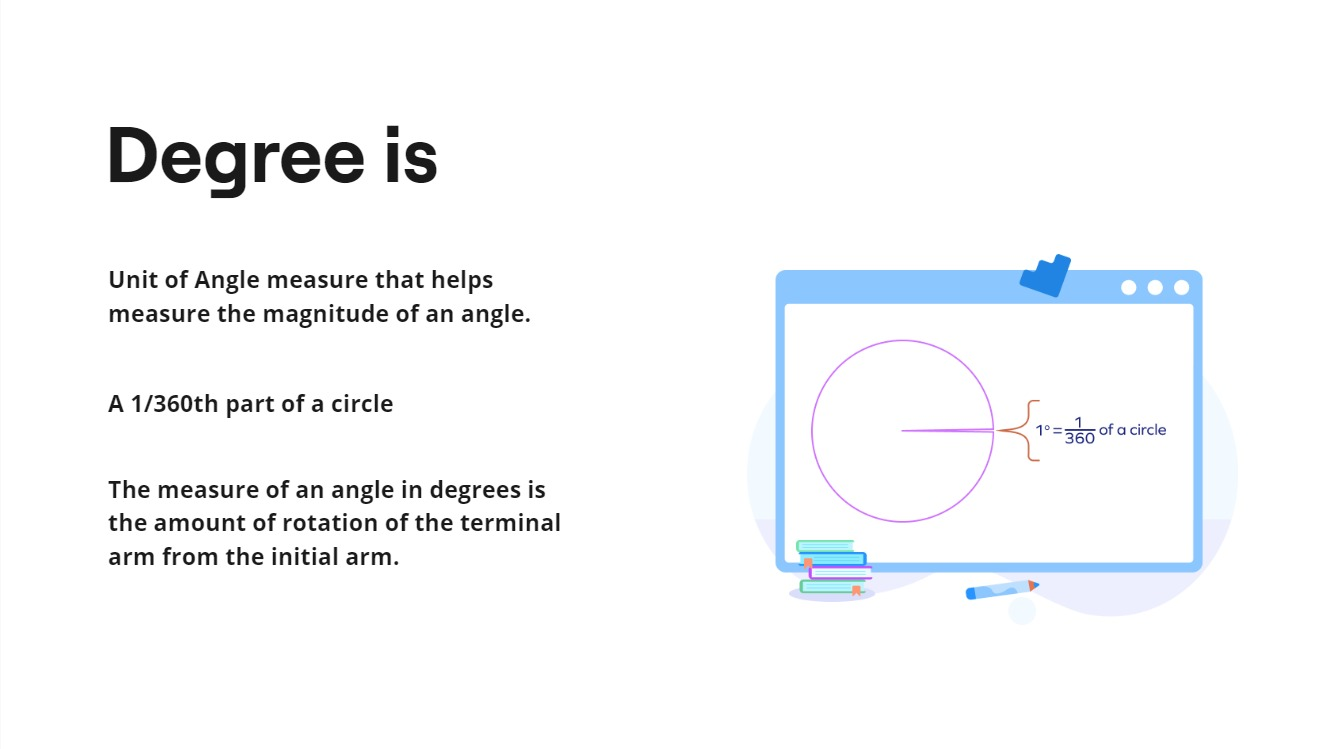 Degree is
Unit of Angle measure that helps
measure the magnitude of an angle.
A 1/360th part of a circle
The measure of an angle in degrees is
the amount of rotation of the terminal
arm from the initial arm.
1° = 1/360 of a circle